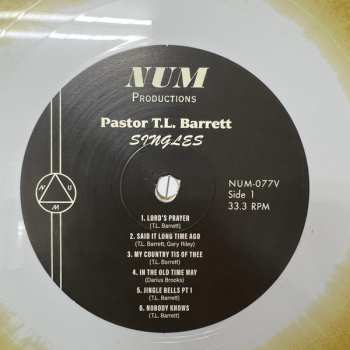 NUM
PRODUCTIONS
Pastor T.L. Barrett
SINGLES
N U
M
NUM-077V
Side 1
33.3 RPM
1. LORD'S PRAYER
(T.L. Barrett)
2. SAID IT LONG TIME AGO
(T.L. Barrett, Gary Riley)
3. MY COUNTRY TIS OF THEE
(T.L. Barrett)
4. IN THE OLD TIME WAY
(Darius Brooks)
5. JINGLE BELLS PT I
(T.L. Barrett)
6. NOBODY KNOWS
(T.L. Barrett)